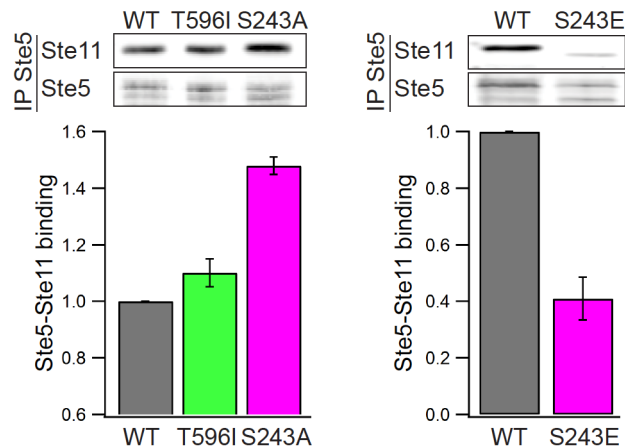 WT T596I S243A
IP Ste5
Ste11
Ste5
Ste5-Ste11 binding
1.6
1.4
1.2
1.0
0.8
0.6
WT T596I S243A
WT S243E
IP Ste5
Ste11
Ste5
Ste5-Ste11 binding
1.0
0.8
0.6
0.4
0.2
0.0
WT S243E